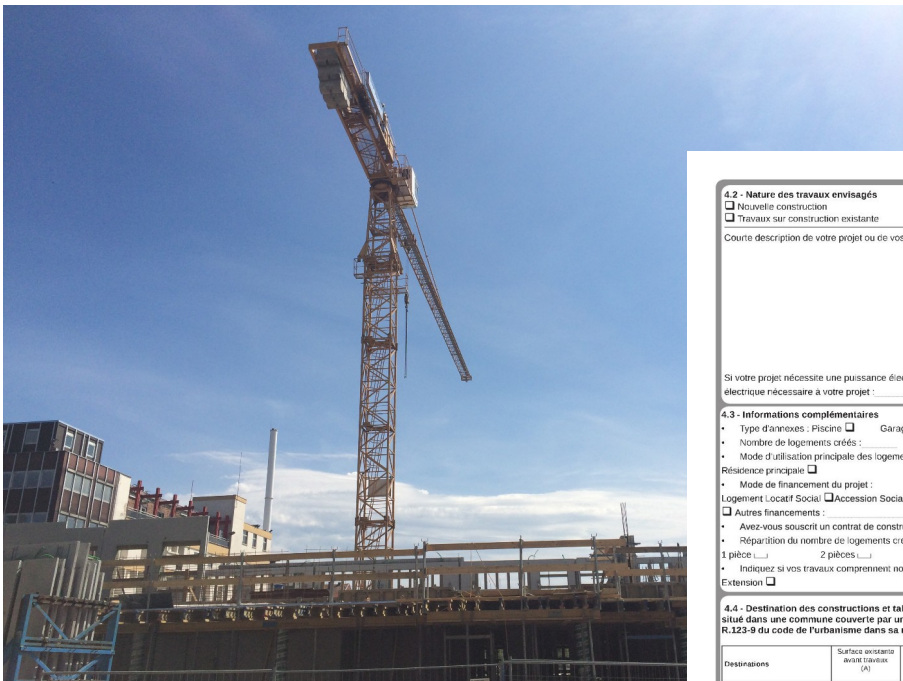 4.2 - Nature des travaux envisagés
❑ Nouvelle construction
❑ Travaux sur construction existante
Courte description de votre projet ou de vos
Si votre projet nécessite une puissance élec
électrique nécessaire à votre projet :
4.3 - Informations complémentaires
• Type d'annexes : Piscine ❑ Garag
• Nombre de logements créés :
• Mode d'utilisation principale des logeme
Résidence principale ❑
• Mode de financement du projet :
Logement Locatif Social ❑Accession Socia
❑ Autres financements :
• Avez-vous souscrit un contrat de constru
• Répartition du nombre de logements cré
1 pièce 2 pièces
• Indiquez si vos travaux comprennent no
Extension ❑
4.4 - Destination des constructions et tab
situé dans une commune couverte par un
R.123-9 du code de l'urbanisme dans sa r
Destinations
Surface existante
avant travaux
(A)